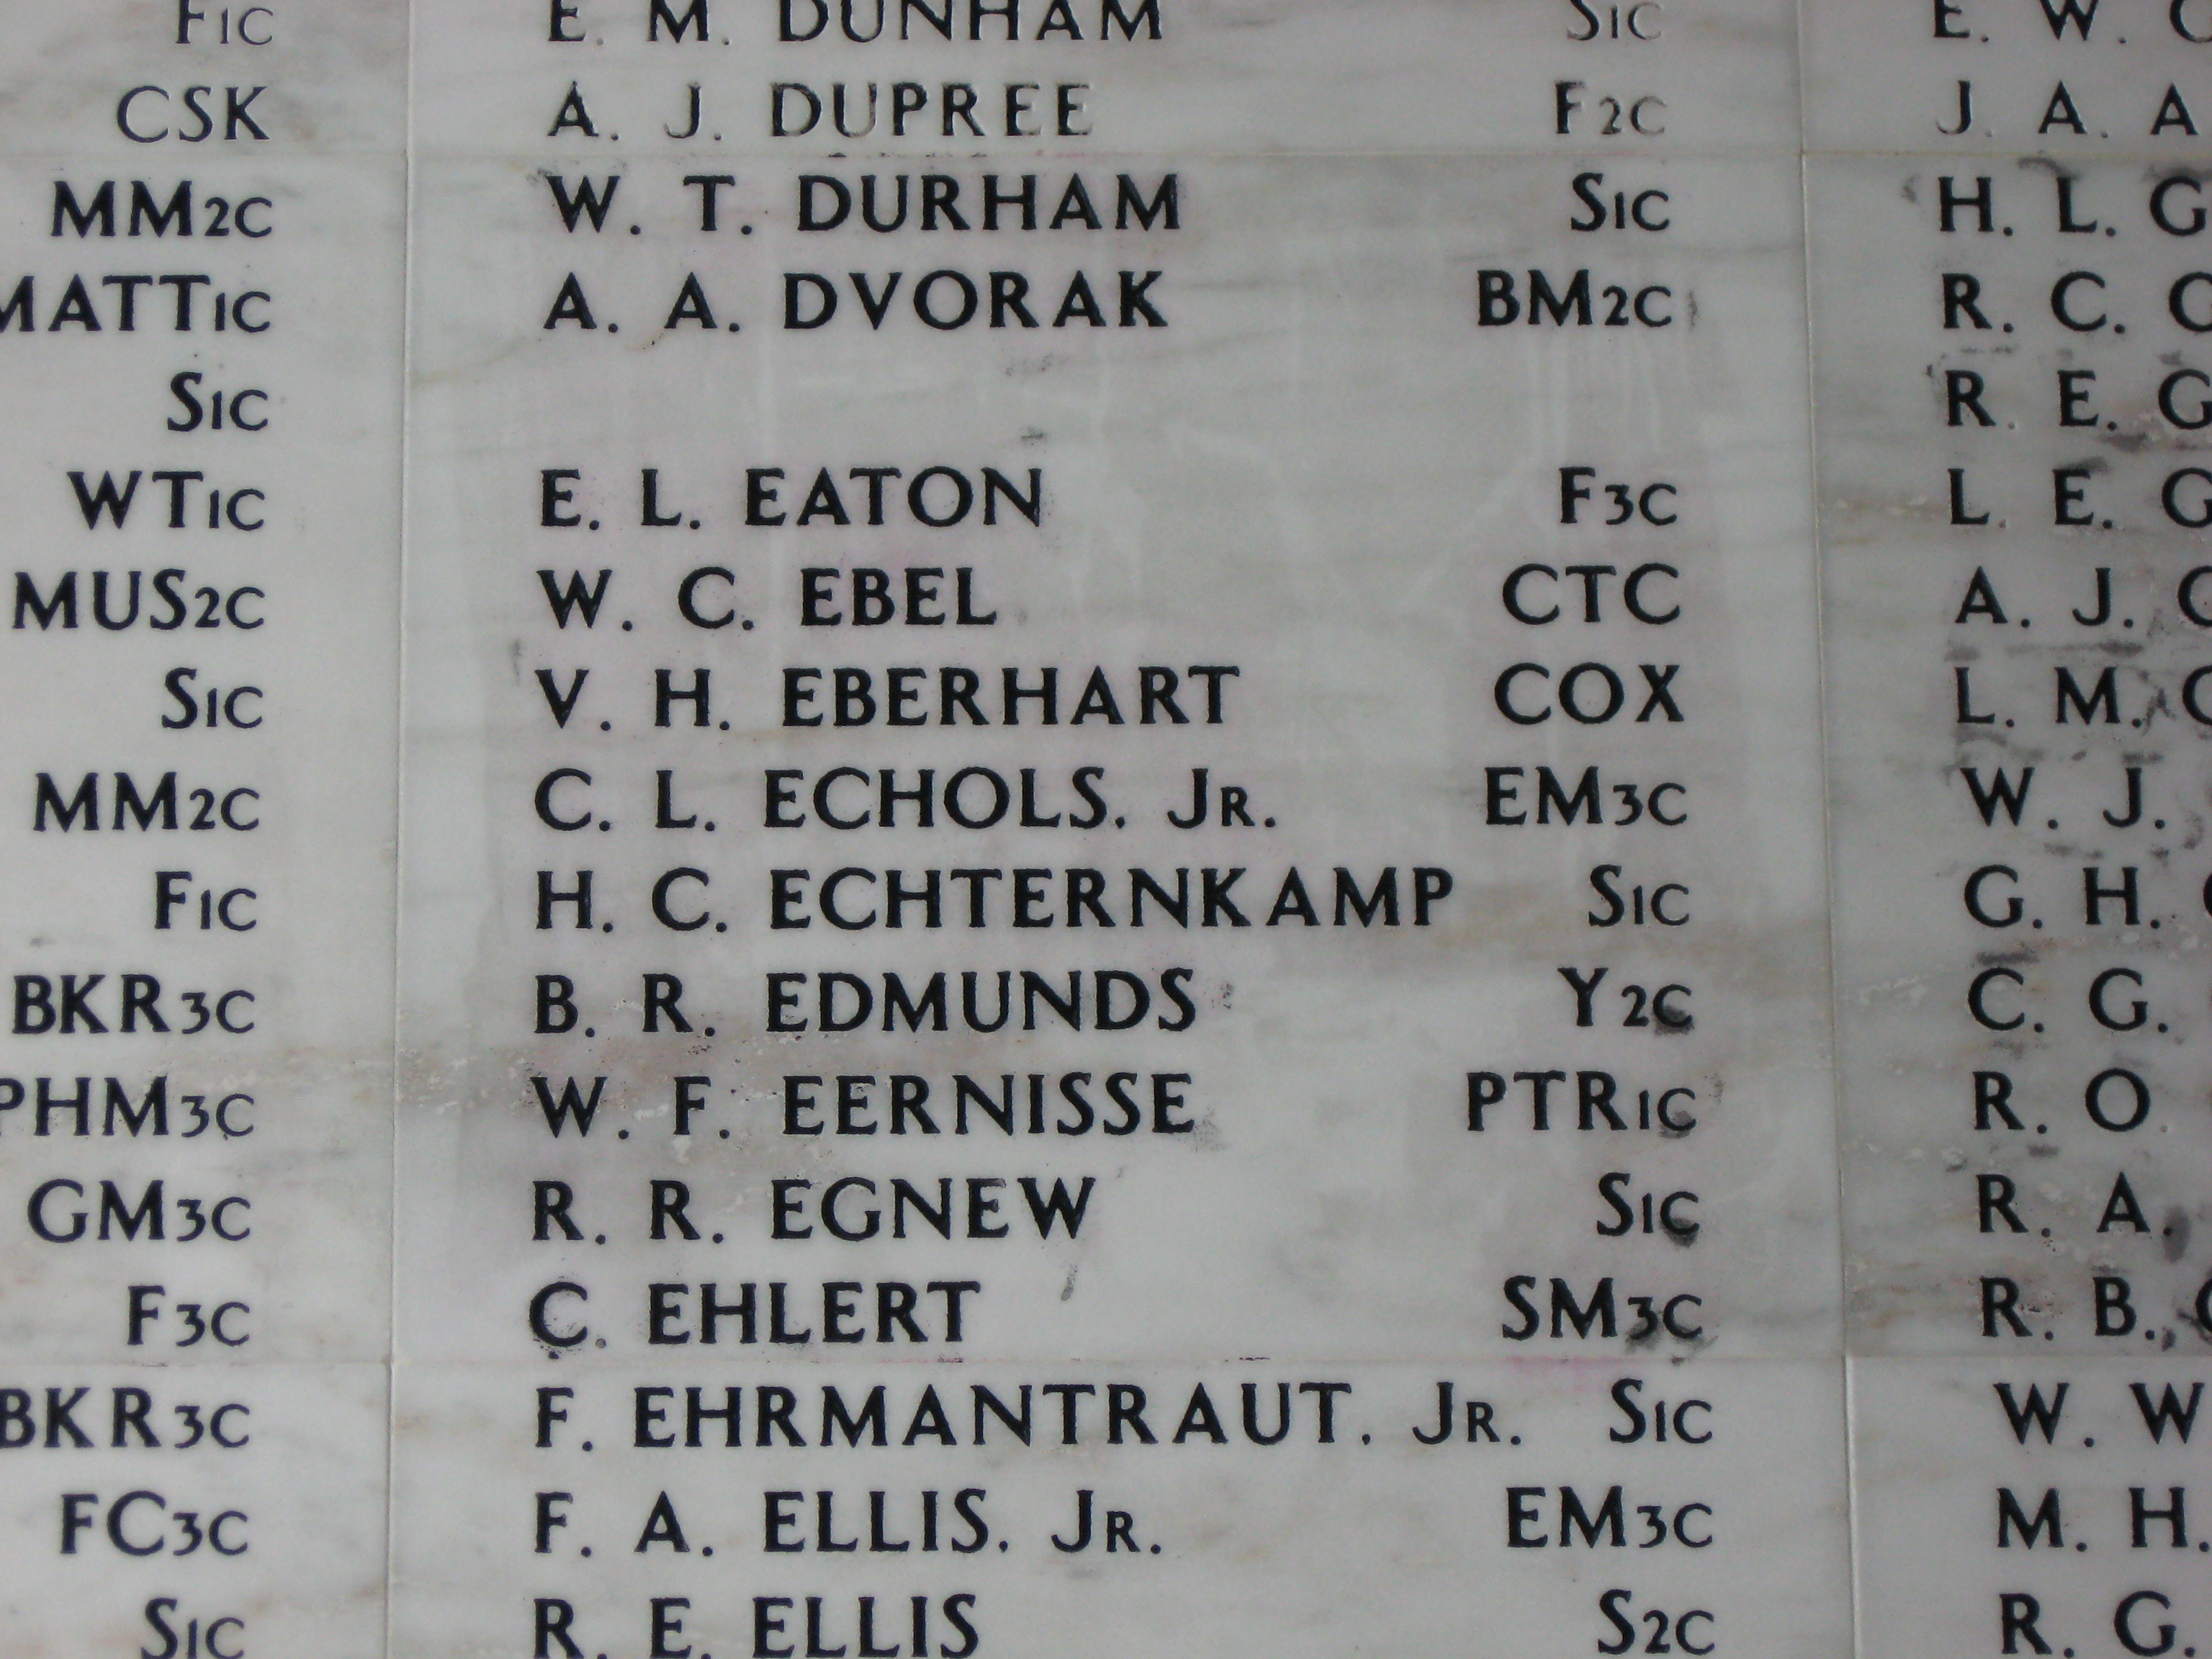 F1C E. M. DUNHAM S1C E. W.
CSK A. J. DUPREE F2C J. A. A
MM2C W. T. DURHAM S1C H. L. G
MATT1C A. A. DVORAK BM2C R. C.
S1C R. E. G
WT1C E. L. EATON F3C L. E. G
MUS2C W. C. EBEL CTC A. J.
S1C V. H. EBERHART COX L. M.
MM2C C. L. ECHOLS, JR. EM3C W. J.
F1C H. C. ECHTERNKAMP S1C G. H.
BKR3C B. R. EDMUNDS Y2C C. G.
PHM3C W. F. EERNISSE PTR1C R. O.
GM3C R. R. EGNEW S1C R. A.
F3C C. EHLERT SM3C R. B.
BKR3C F. EHRMANTRAUT, JR. S1C W. W
FC3C F. A. ELLIS, JR. EM3C M. H.
S1C R. E. ELLIS S2C R. G.